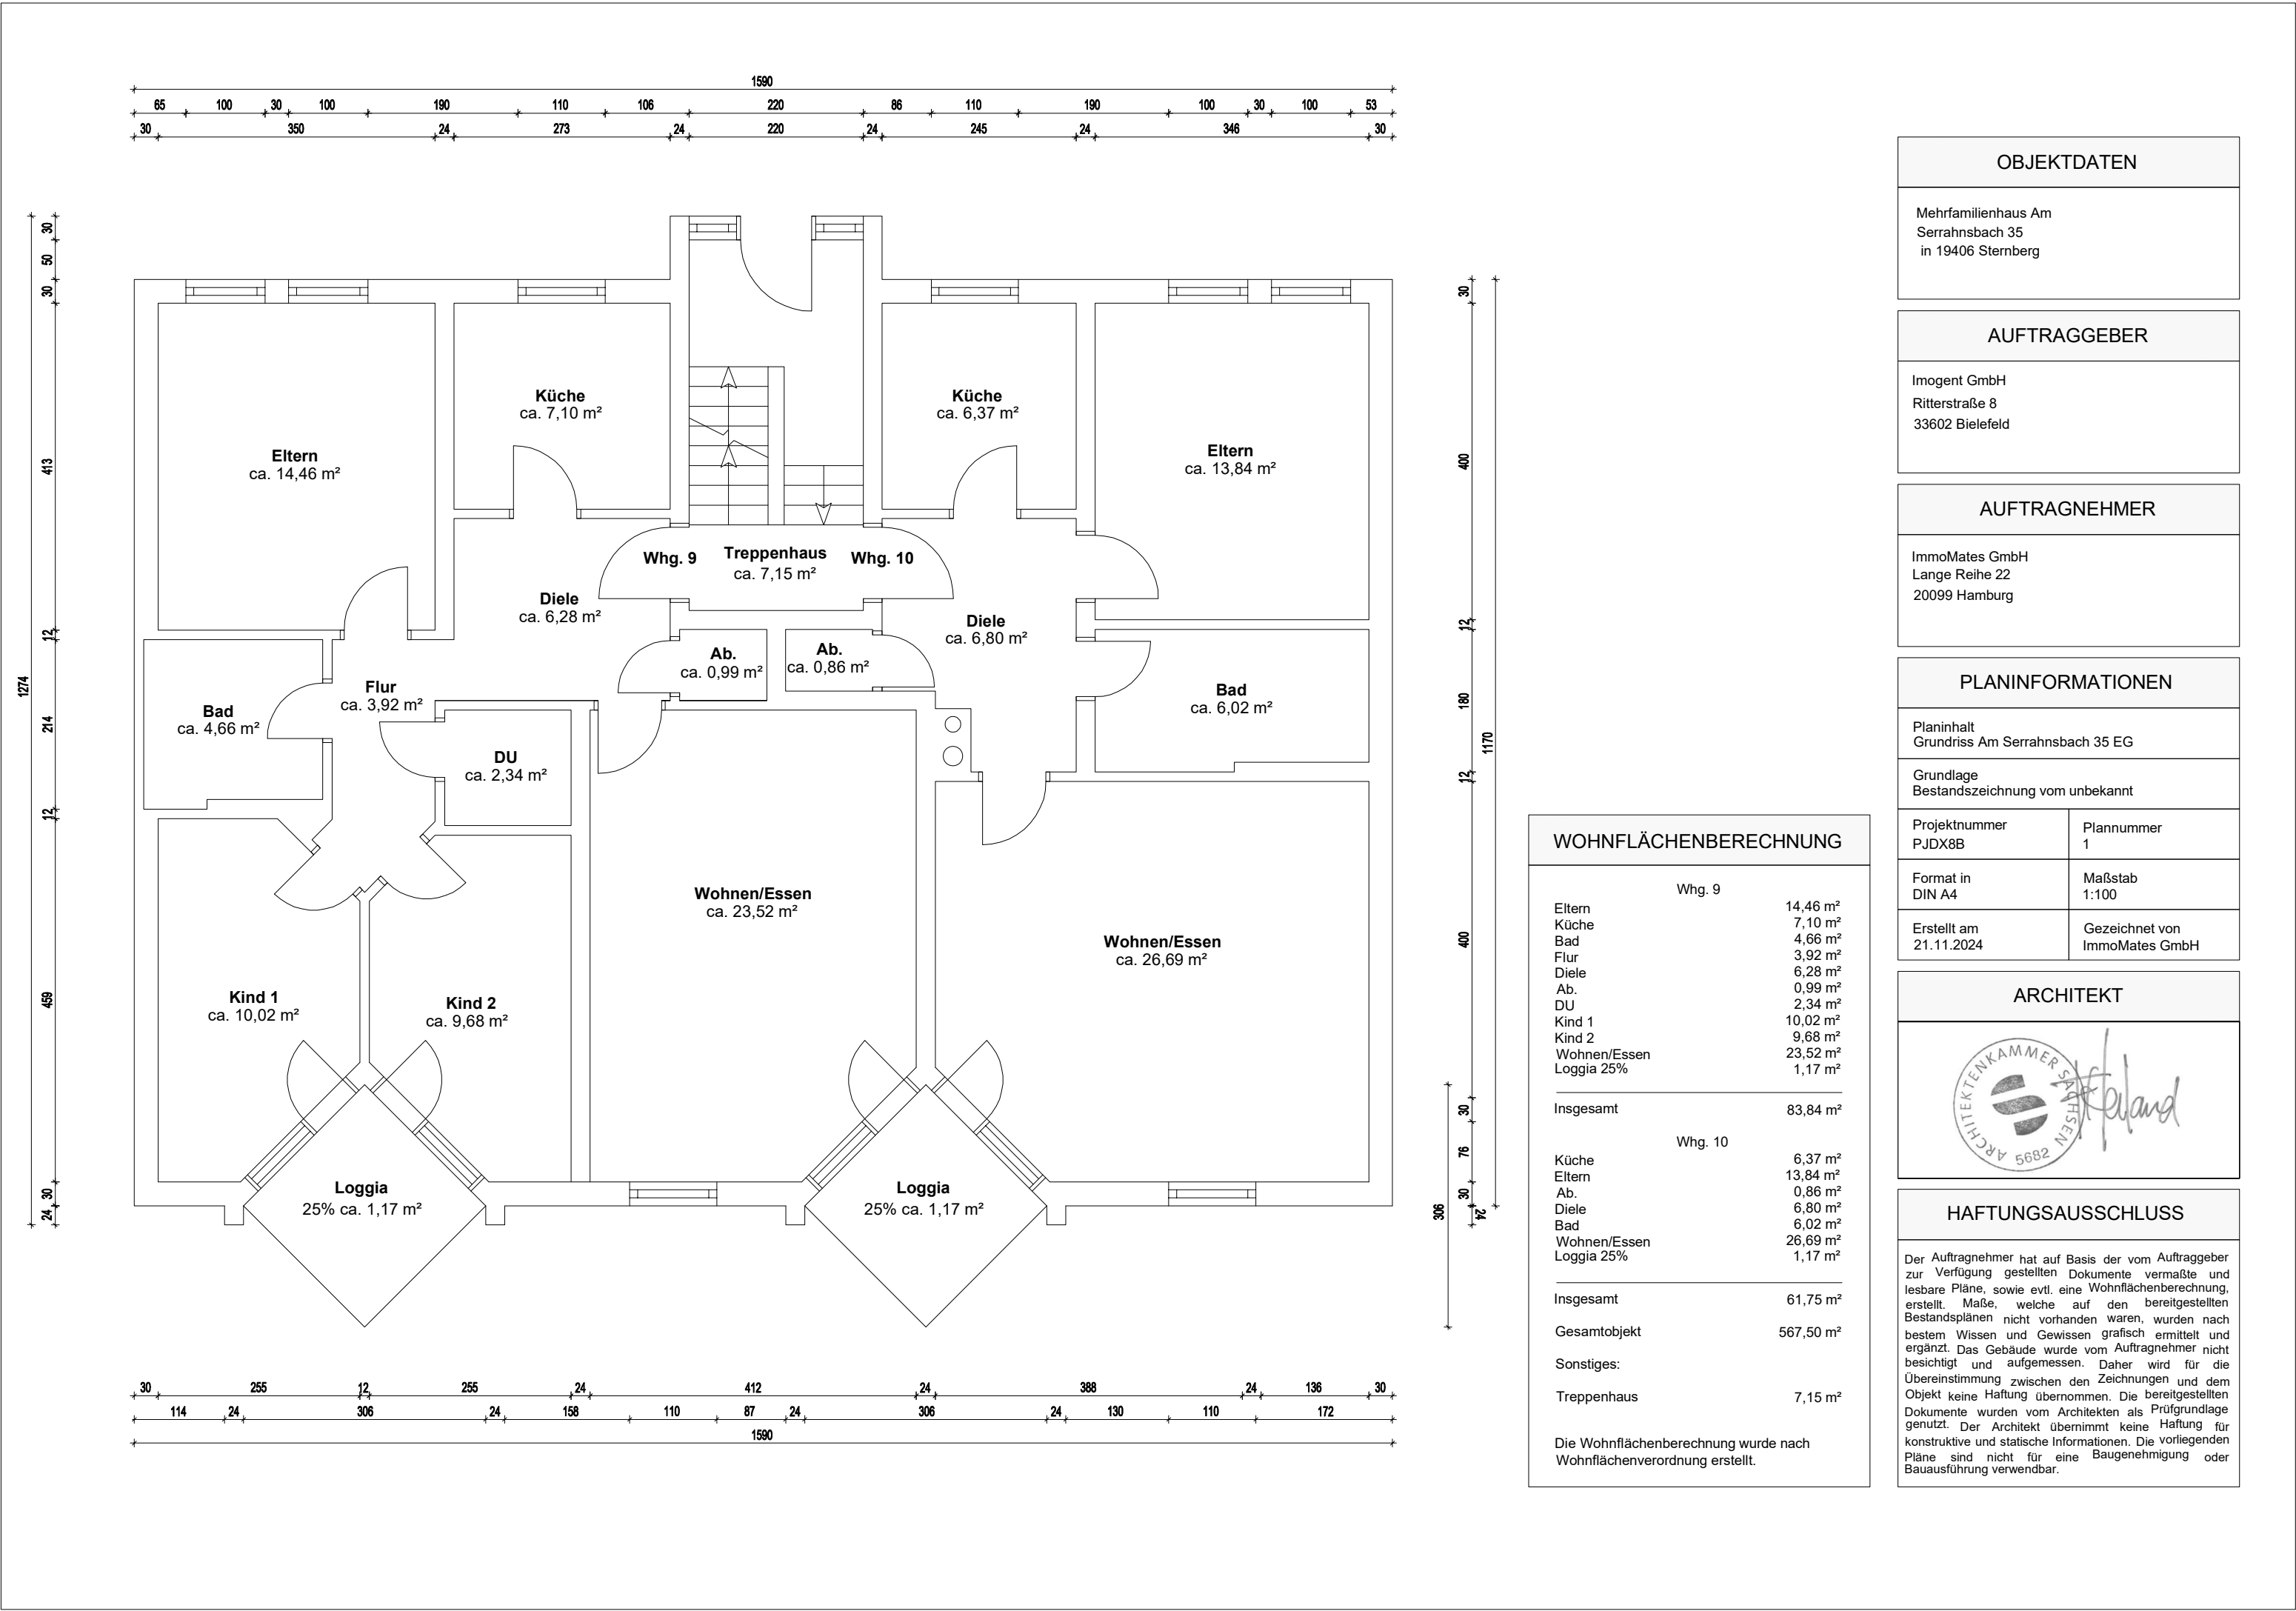 1590
65 100 30 100 190 110 106 220 86 110 190 100 30 100 53
30 350 24 273 24 220 24 245 24 346 30
30
50
30
413
12
214
12
459
30
24
1274
Küche
ca. 7,10 m²
Küche
ca. 6,37 m²
Eltern
ca. 14,46 m²
Eltern
ca. 13,84 m²
Whg. 9
Treppenhaus
ca. 7,15 m²
Whg. 10
Diele
ca. 6,28 m²
Diele
ca. 6,80 m²
Ab.
ca. 0,99 m²
Ab.
ca. 0,86 m²
Flur
ca. 3,92 m²
Bad
ca. 4,66 m²
Bad
ca. 6,02 m²
DU
ca. 2,34 m²
Wohnen/Essen
ca. 23,52 m²
Wohnen/Essen
ca. 26,69 m²
Kind 1
ca. 10,02 m²
Kind 2
ca. 9,68 m²
Loggia
25% ca. 1,17 m²
Loggia
25% ca. 1,17 m²
30
400
12
180
12
400
30
76
30
24
1170
306
30 255 12 255 24 412 24 388 24 136 30
114 24 306 24 158 110 87 24 306 24 130 110 172
1590
WOHNFLÄCHENBERECHNUNG
Whg. 9
Eltern 14,46 m²
Küche 7,10 m²
Bad 4,66 m²
Flur 3,92 m²
Diele 6,28 m²
Ab. 0,99 m²
DU 2,34 m²
Kind 1 10,02 m²
Kind 2 9,68 m²
Wohnen/Essen 23,52 m²
Loggia 25% 1,17 m²
Insgesamt 83,84 m²
Whg. 10
Küche 6,37 m²
Eltern 13,84 m²
Ab. 0,86 m²
Diele 6,80 m²
Bad 6,02 m²
Wohnen/Essen 26,69 m²
Loggia 25% 1,17 m²
Insgesamt 61,75 m²
Gesamtobjekt 567,50 m²
Sonstiges:
Treppenhaus 7,15 m²
Die Wohnflächenberechnung wurde nach
Wohnflächenverordnung erstellt.
OBJEKTDATEN
Mehrfamilienhaus Am
Serrahnsbach 35
in 19406 Sternberg
AUFTRAGGEBER
Imogent GmbH
Ritterstraße 8
33602 Bielefeld
AUFTRAGNEHMER
ImmoMates GmbH
Lange Reihe 22
20099 Hamburg
PLANINFORMATIONEN
Planinhalt
Grundriss Am Serrahnsbach 35 EG
Grundlage
Bestandszeichnung vom unbekannt
Projektnummer
PJDX8B
Plannummer
1
Format in
DIN A4
Maßstab
1:100
Erstellt am
21.11.2024
Gezeichnet von
ImmoMates GmbH
ARCHITEKT
ARCHITEKTENKAMMER SACHSEN
5682
HAFTUNGSAUSSCHLUSS
Der Auftragnehmer hat auf Basis der vom Auftraggeber
zur Verfügung gestellten Dokumente vermaßte und
lesbare Pläne, sowie evtl. eine Wohnflächenberechnung,
erstellt. Maße, welche auf den bereitgestellten
Bestandsplänen nicht vorhanden waren, wurden nach
bestem Wissen und Gewissen grafisch ermittelt und
ergänzt. Das Gebäude wurde vom Auftragnehmer nicht
besichtigt und aufgemessen. Daher wird für die
Übereinstimmung zwischen den Zeichnungen und dem
Objekt keine Haftung übernommen. Die bereitgestellten
Dokumente wurden vom Architekten als Prüfgrundlage
genutzt. Der Architekt übernimmt keine Haftung für
konstruktive und statische Informationen. Die vorliegenden
Pläne sind nicht für eine Baugenehmigung oder
Bauausführung verwendbar.